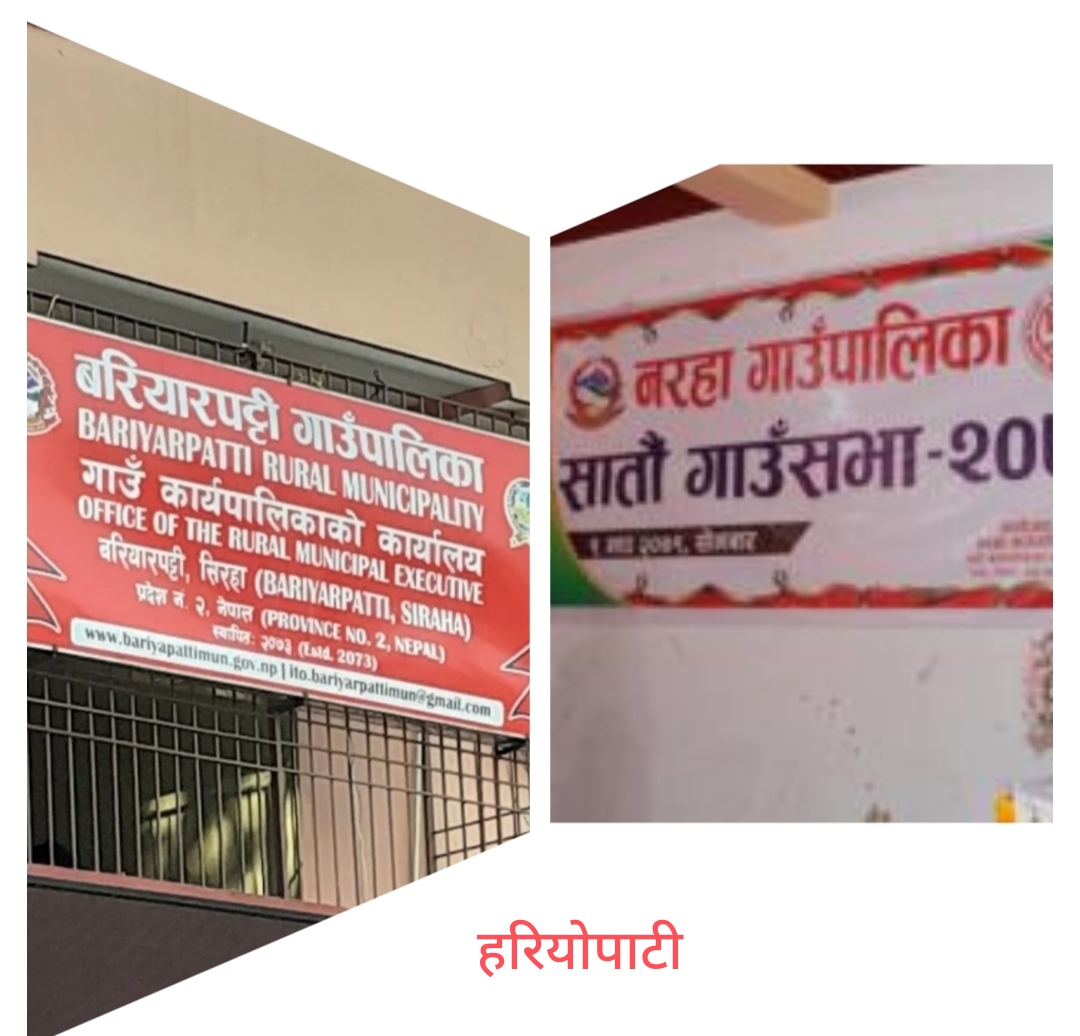 बरियारपट्टी गाउँपालिका
BARIYARPATTI RURAL MUNICIPALITY
गाउँ कार्यपालिकाको कार्यालय
OFFICE OF THE RURAL MUNICIPAL EXECUTIVE
बरियारपट्टी, सिरहा (BARIYARPATTI, SIRAHA)
प्रदेश नं. २, नेपाल (PROVINCE NO. 2, NEPAL)
स्थापित: २०७३ (Estd. 2073)
www.bariyapattimun.gov.np | ito.bariyarpattimun@gmail.com
नरहा गाउँपालिका
सातौं गाउँसभा-२०
सोमबार
हरियोपाटी